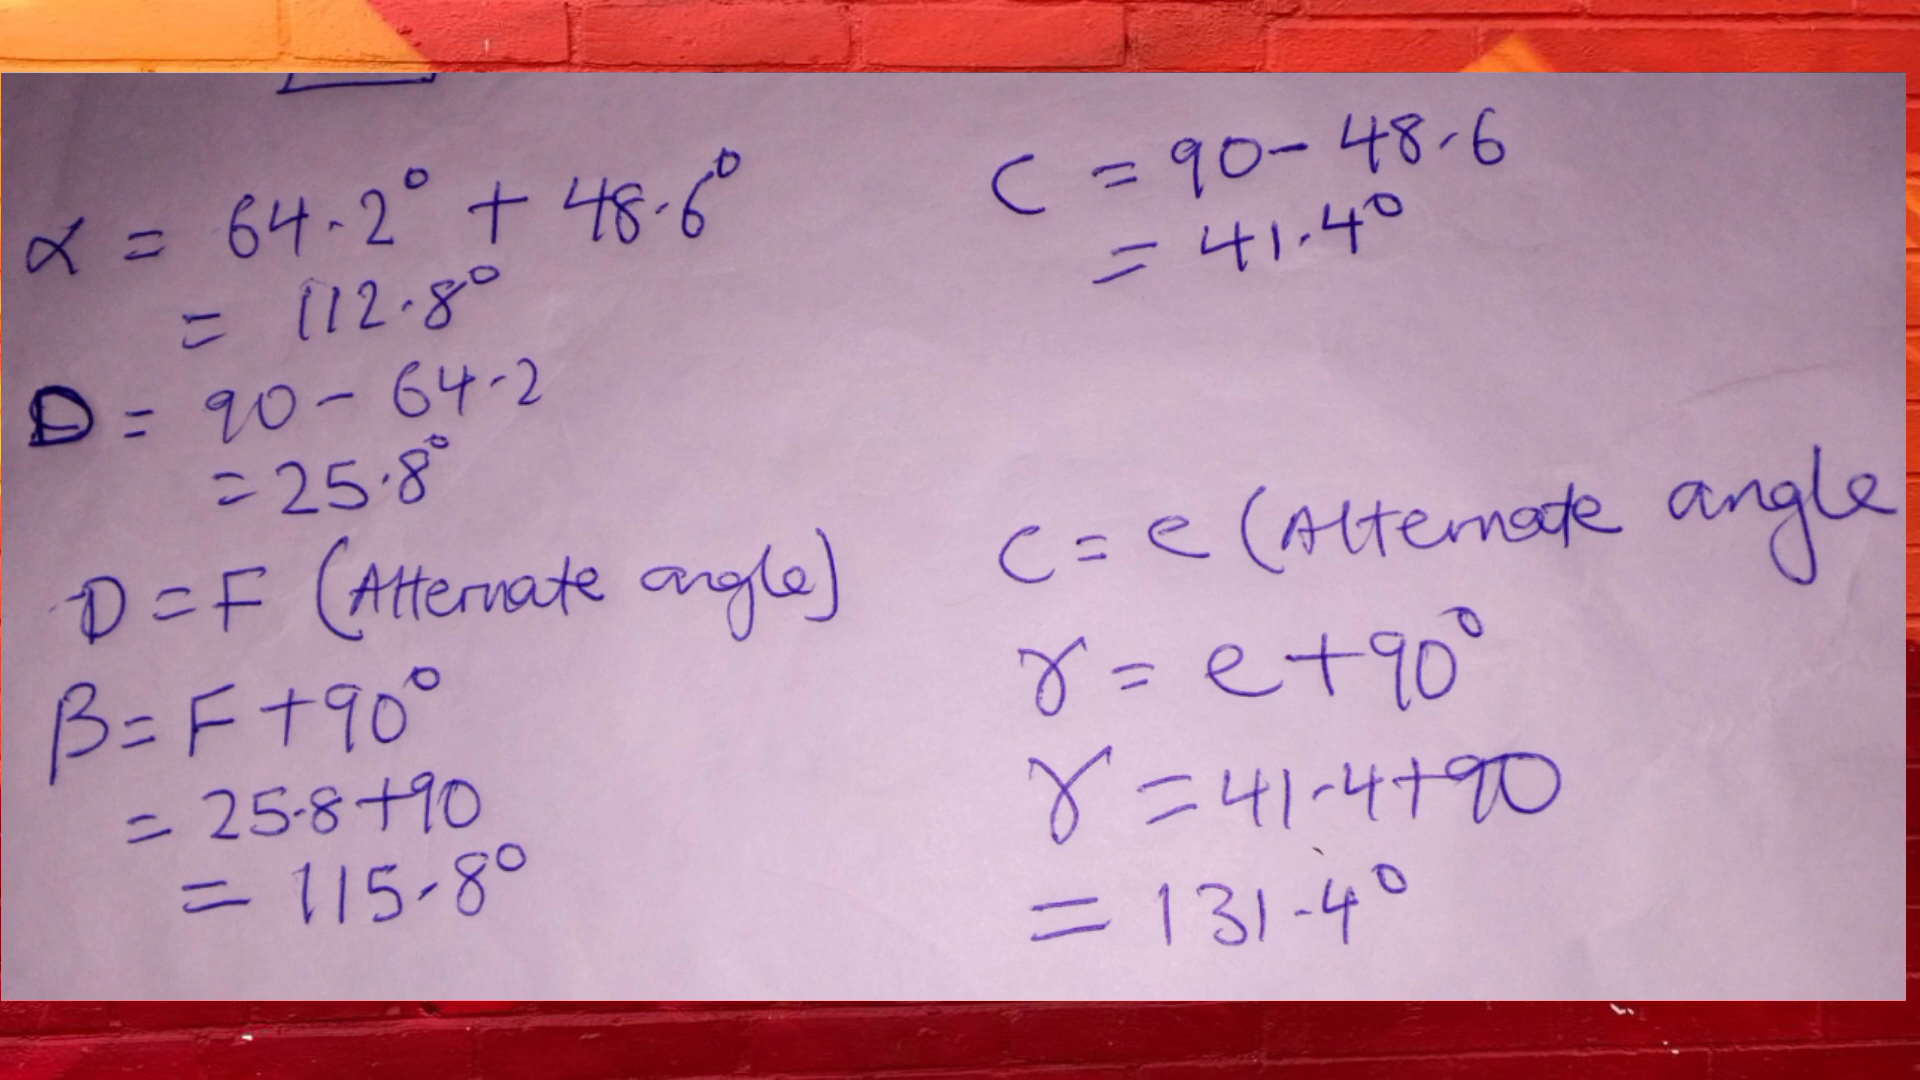 α = 64.2° + 48.6°
= 112.8°
D = 90 - 64.2
= 25.8°
D = F (Alternate angle)
β = F + 90°
= 25.8 + 90
= 115.8°
C = 90 - 48.6
= 41.4°
C = e (Alternate angle
γ = e + 90°
γ = 41.4 + 90
= 131.4°